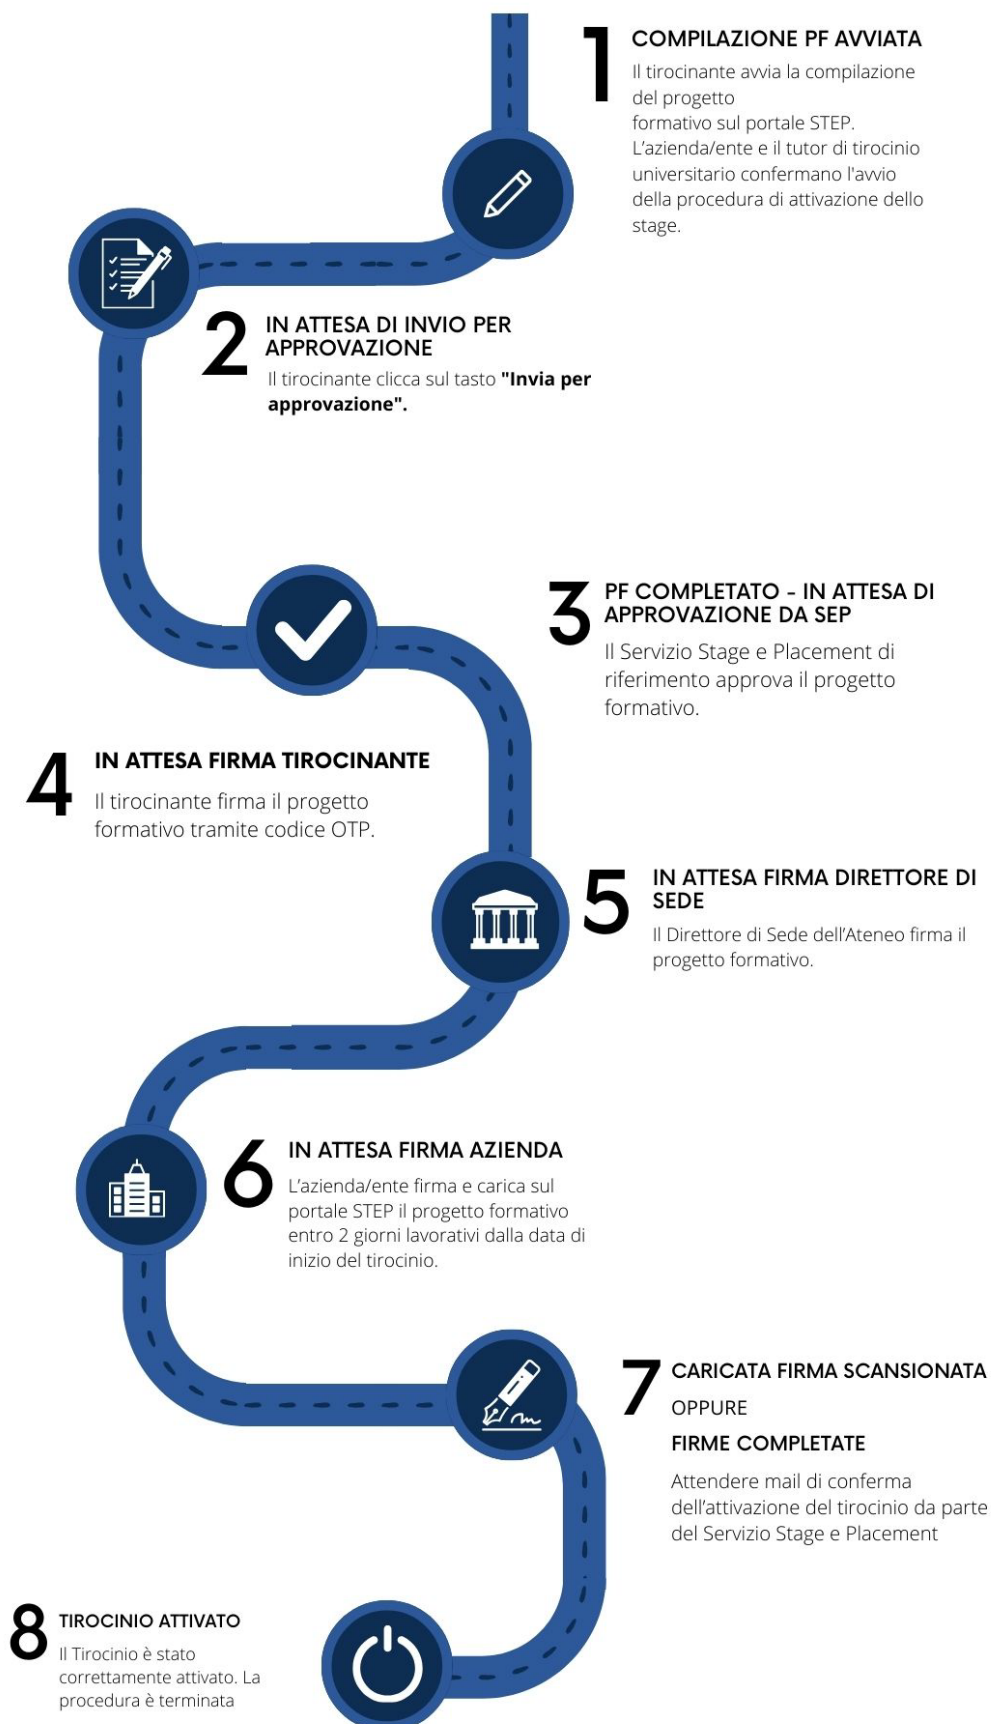 1
COMPILAZIONE PF AVVIATA
Il tirocinante avvia la compilazione
del progetto
formativo sul portale STEP.
L’azienda/ente e il tutor di tirocinio
universitario confermano l'avvio
della procedura di attivazione dello
stage.
2
IN ATTESA DI INVIO PER
APPROVAZIONE
Il tirocinante clicca sul tasto "Invia per
approvazione".
3
PF COMPLETATO - IN ATTESA DI
APPROVAZIONE DA SEP
Il Servizio Stage e Placement di
riferimento approva il progetto
formativo.
4
IN ATTESA FIRMA TIROCINANTE
Il tirocinante firma il progetto
formativo tramite codice OTP.
5
IN ATTESA FIRMA DIRETTORE DI
SEDE
Il Direttore di Sede dell’Ateneo firma il
progetto formativo.
6
IN ATTESA FIRMA AZIENDA
L’azienda/ente firma e carica sul
portale STEP il progetto formativo
entro 2 giorni lavorativi dalla data di
inizio del tirocinio.
7
CARICATA FIRMA SCANSIONATA
OPPURE
FIRME COMPLETATE
Attendere mail di conferma
dell’attivazione del tirocinio da parte
del Servizio Stage e Placement
8
TIROCINIO ATTIVATO
Il Tirocinio è stato
correttamente attivato. La
procedura è terminata